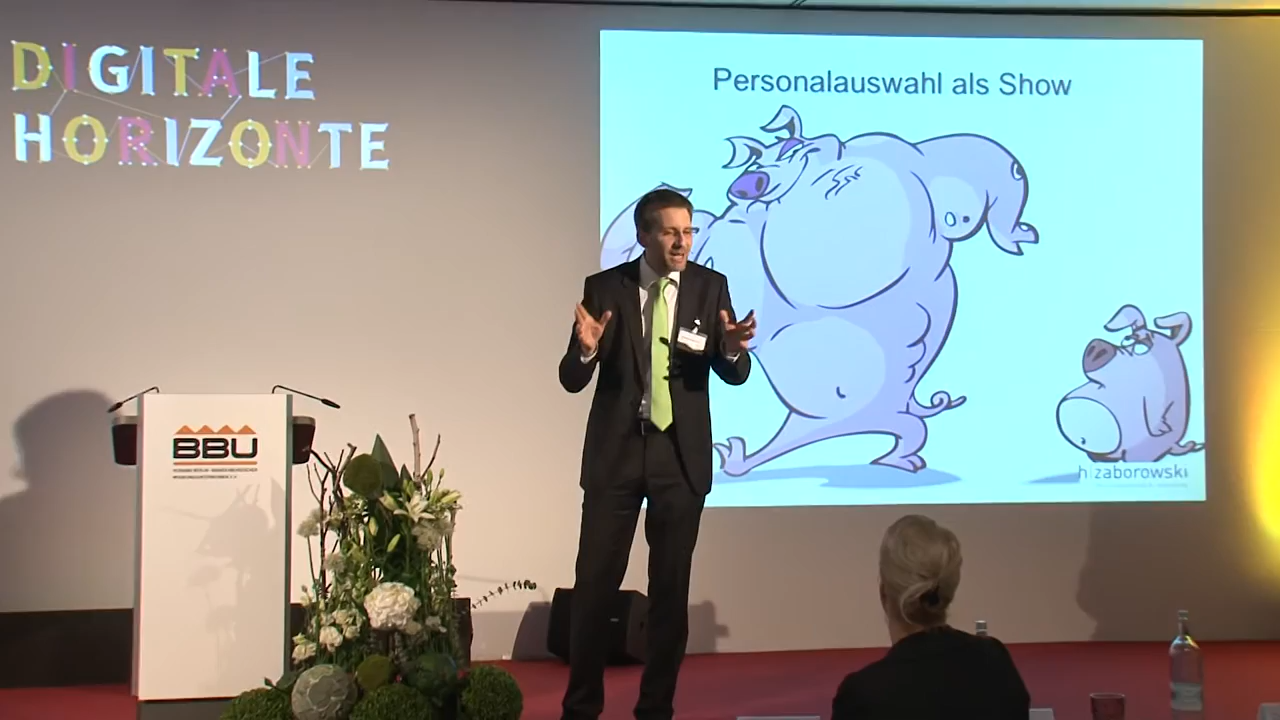 DIGITALE
HORIZONTE
Personalauswahl als Show
BBU
h:zaborowski